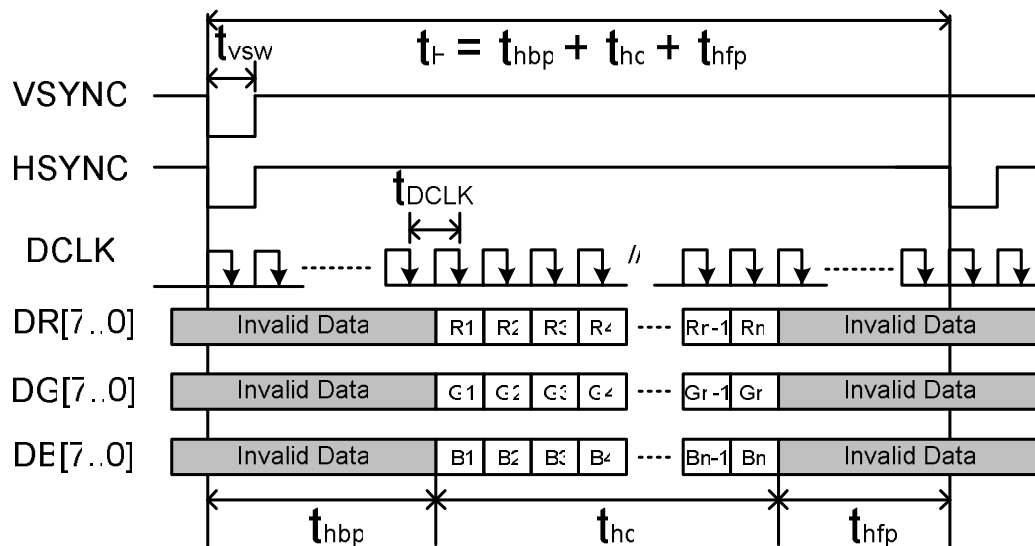 tvsw
tH = thbp + thd + thfp
VSYNC
HSYNC
tDCLK
DCLK
//
DR[7..0] Invalid Data R1 R2 R3 R4 Rn-1 Rn Invalid Data
DG[7..0] Invalid Data G1 G2 G3 G4 Gn-1 Gn Invalid Data
DB[7..0] Invalid Data B1 B2 B3 B4 Bn-1 Bn Invalid Data
thbp thd thfp